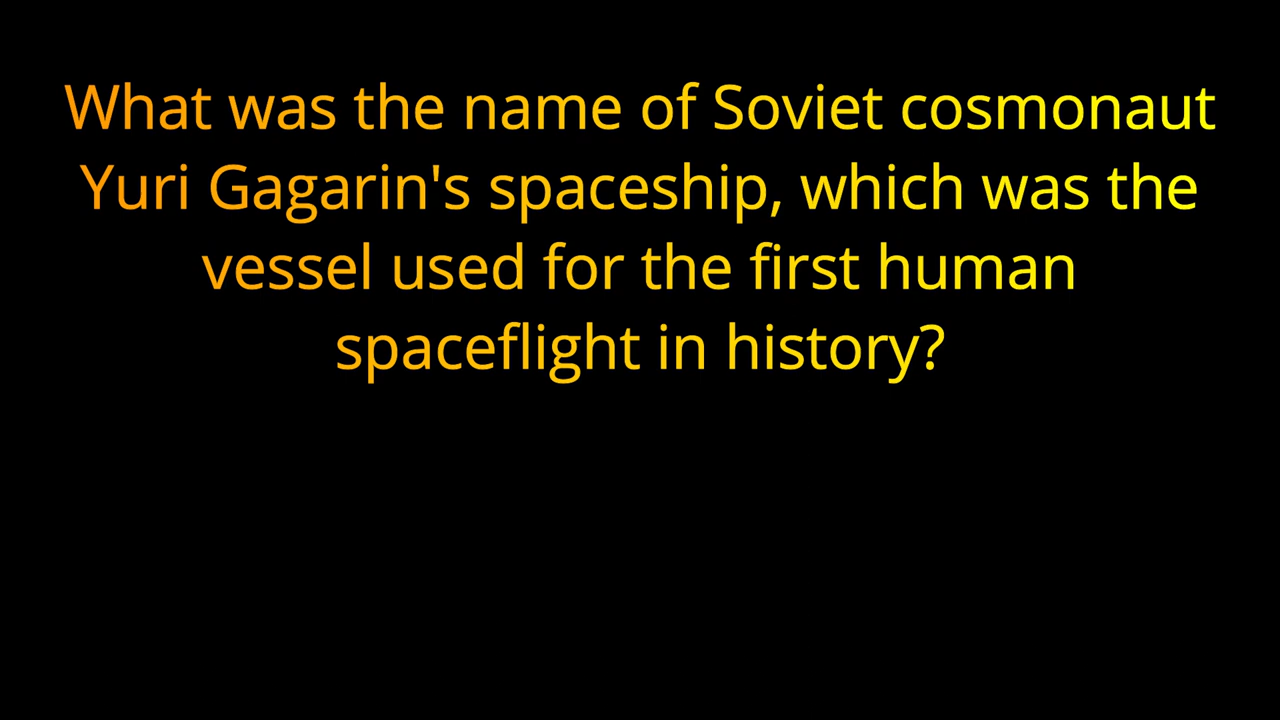 What was the name of Soviet cosmonaut
Yuri Gagarin's spaceship, which was the
vessel used for the first human
spaceflight in history?